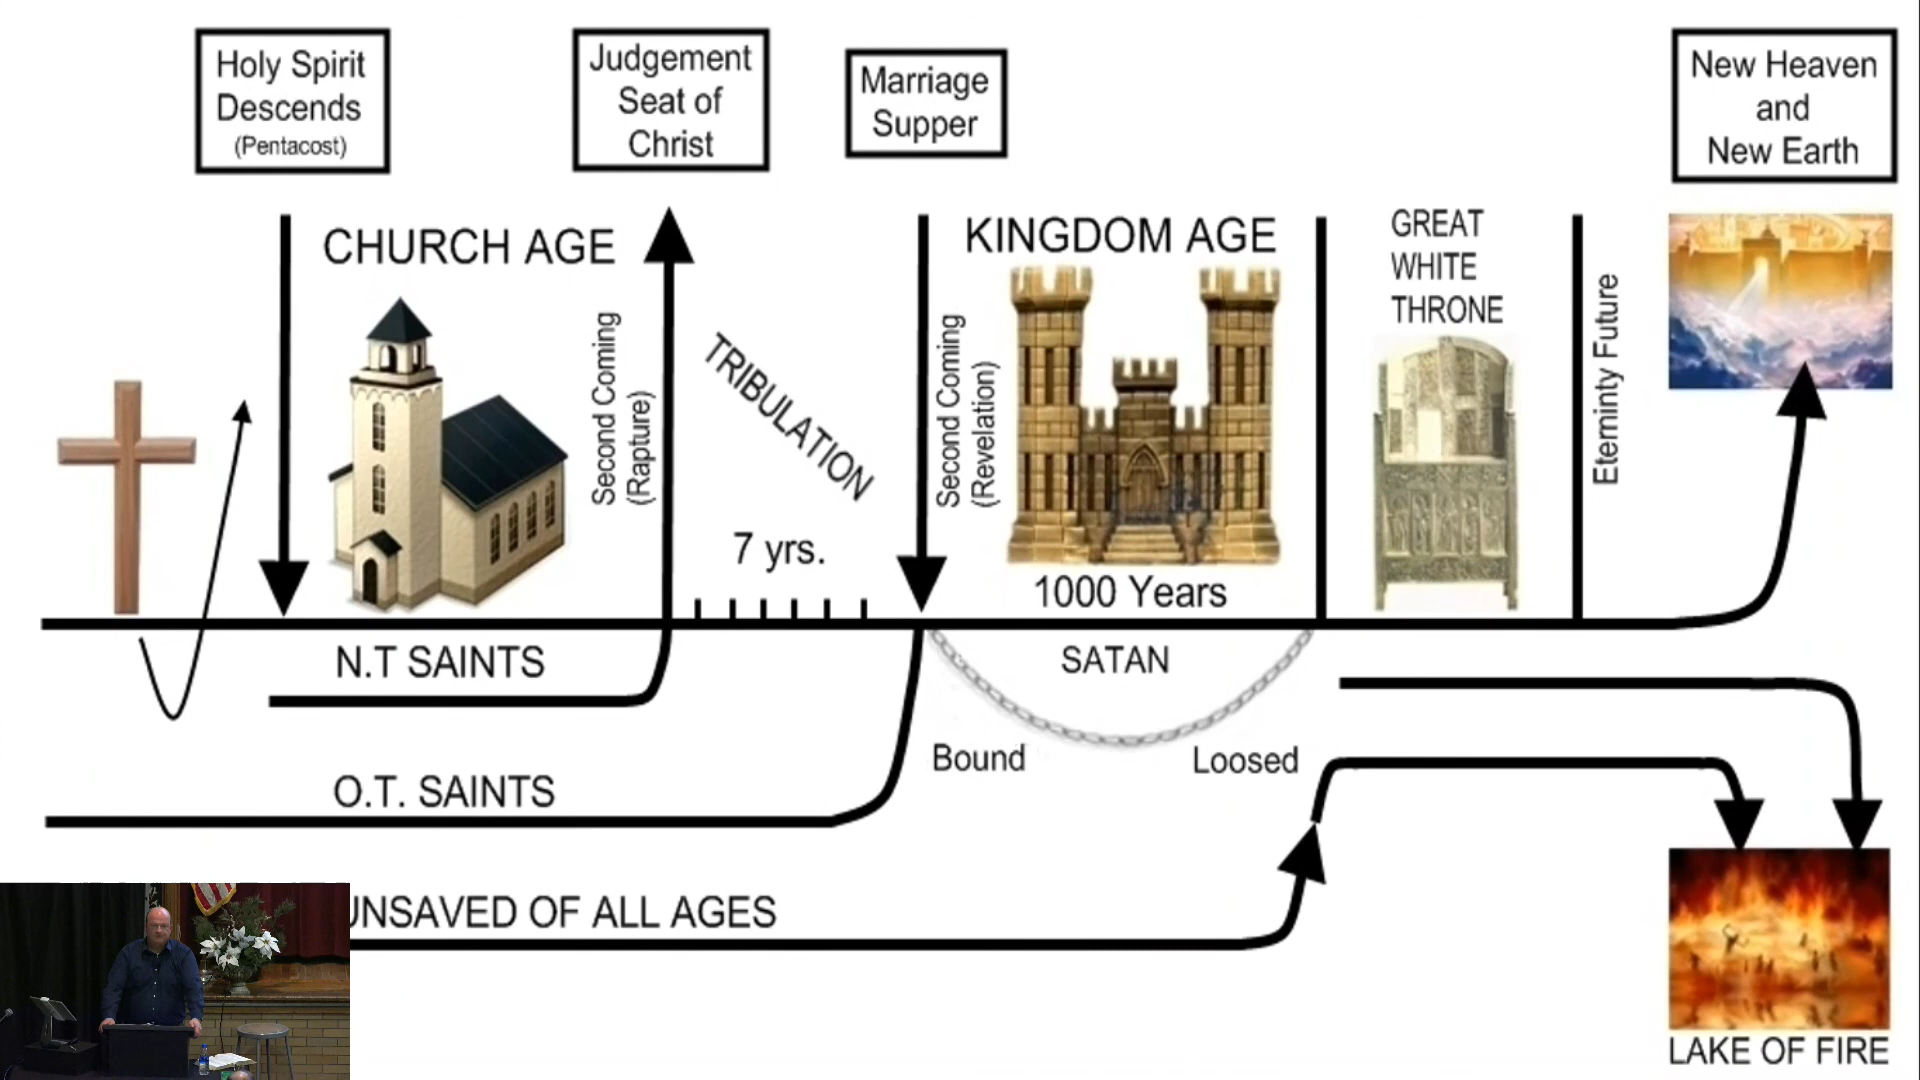 Holy Spirit
Descends
(Pentacost)
Judgement
Seat of
Christ
Marriage
Supper
New Heaven
and
New Earth
CHURCH AGE
Second Coming
(Rapture)
TRIBULATION
7 yrs.
Second Coming
(Revelation)
KINGDOM AGE
1000 Years
GREAT
WHITE
THRONE
Eterninty Future
N.T SAINTS
SATAN
Bound
Loosed
O.T. SAINTS
UNSAVED OF ALL AGES
LAKE OF FIRE